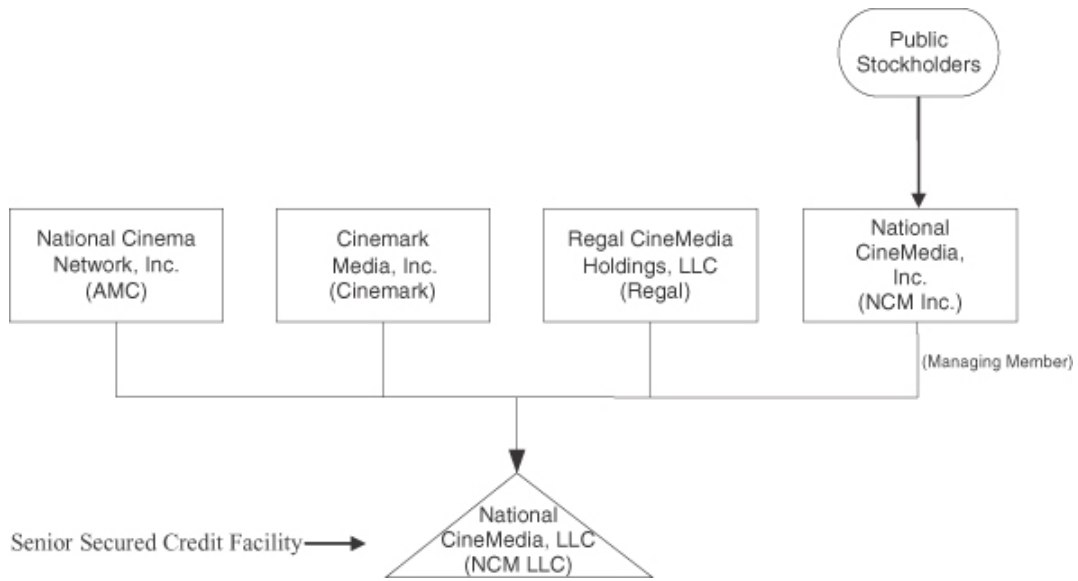 Public
Stockholders
National Cinema
Network, Inc.
(AMC)
Cinemark
Media, Inc.
(Cinemark)
Regal CineMedia
Holdings, LLC
(Regal)
National
CineMedia,
Inc.
(NCM Inc.)
(Managing Member)
Senior Secured Credit Facility
National
CineMedia, LLC
(NCM LLC)